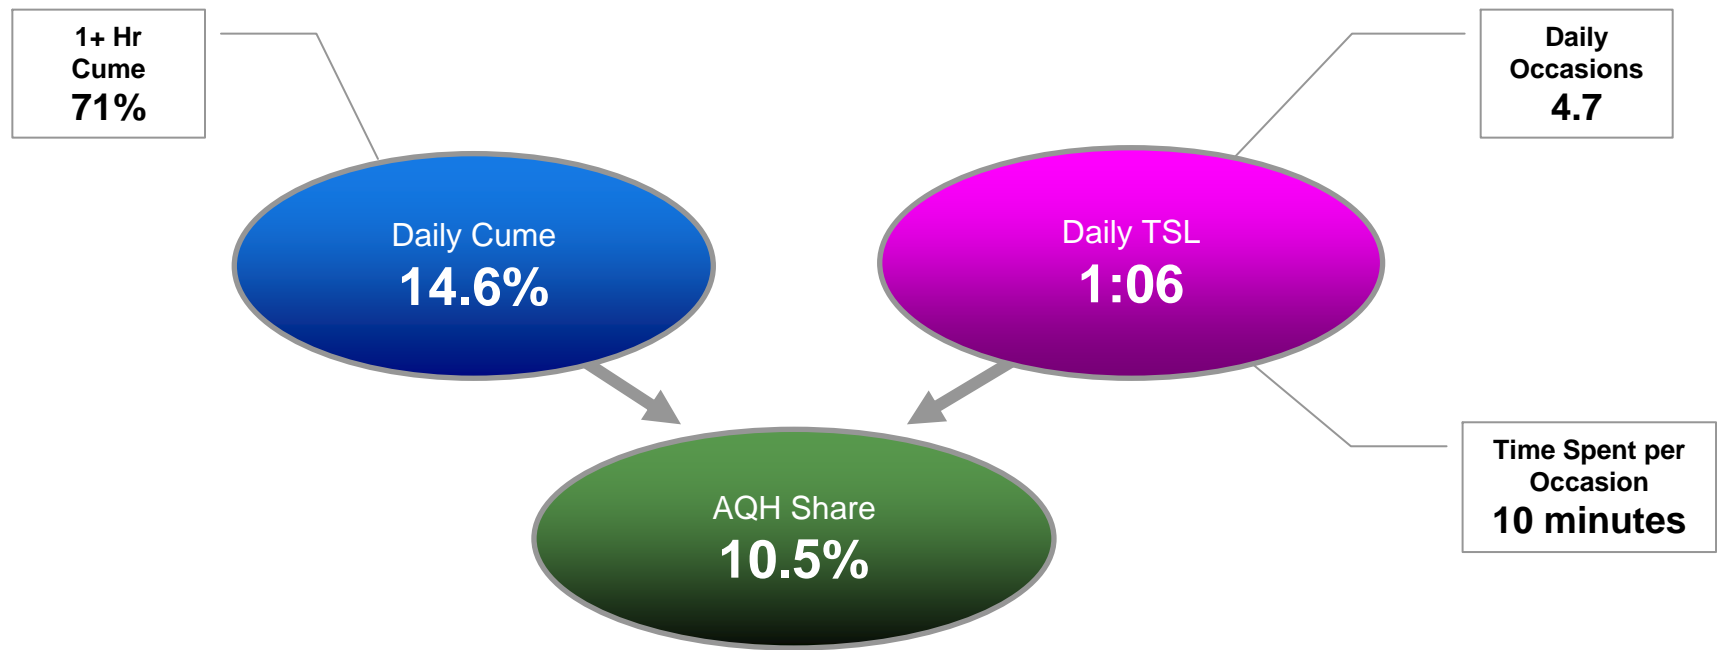 1+ Hr
Cume
71%
Daily
Occasions
4.7
Daily Cume
14.6%
Daily TSL
1:06
AQH Share
10.5%
Time Spent per
Occasion
10 minutes